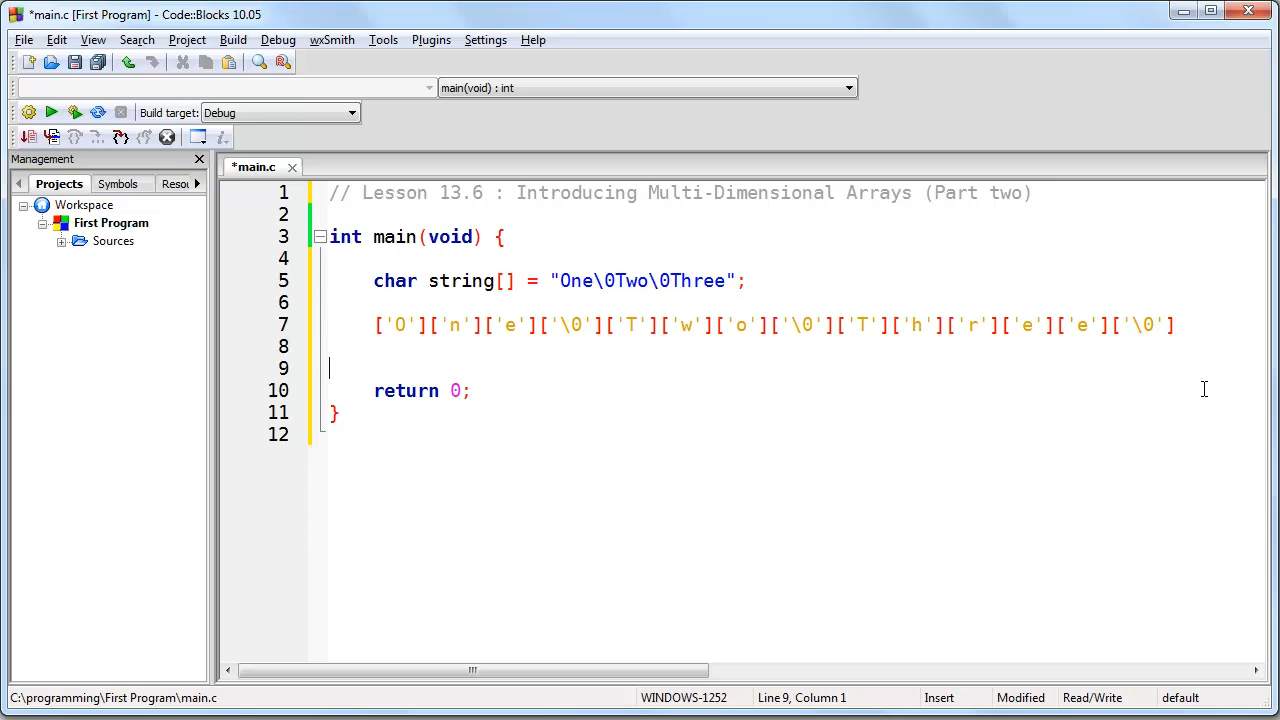 *main.c [First Program] - Code::Blocks 10.05
File Edit View Search Project Build Debug wxSmith Tools Plugins Settings Help
main(void) : int
Build target: Debug
Management
*main.c
Projects Symbols Resou
Workspace
First Program
Sources
1 // Lesson 13.6 : Introducing Multi-Dimensional Arrays (Part two)
2
3 int main(void) {
4
5 char string[] = "One\0Two\0Three";
6
7 ['O']['n']['e']['\0']['T']['w']['o']['\0']['T']['h']['r']['e']['e']['\0']
8
9
10 return 0;
11 }
12
C:\programming\First Program\main.c WINDOWS-1252 Line 9, Column 1 Insert Modified Read/Write default